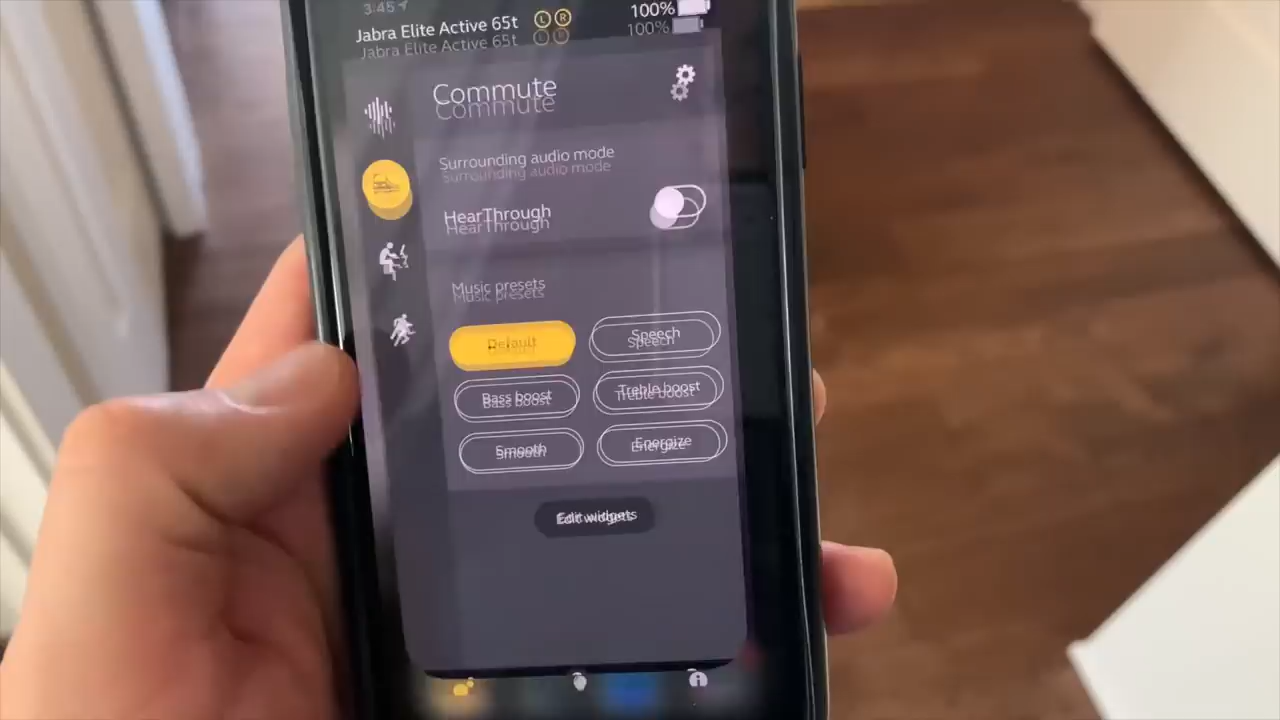 3:45
Jabra Elite Active 65t L R 100%
Commute
Surrounding audio mode
HearThrough
Music presets
Default Speech
Bass boost Treble boost
Smooth Energize
Edit widgets